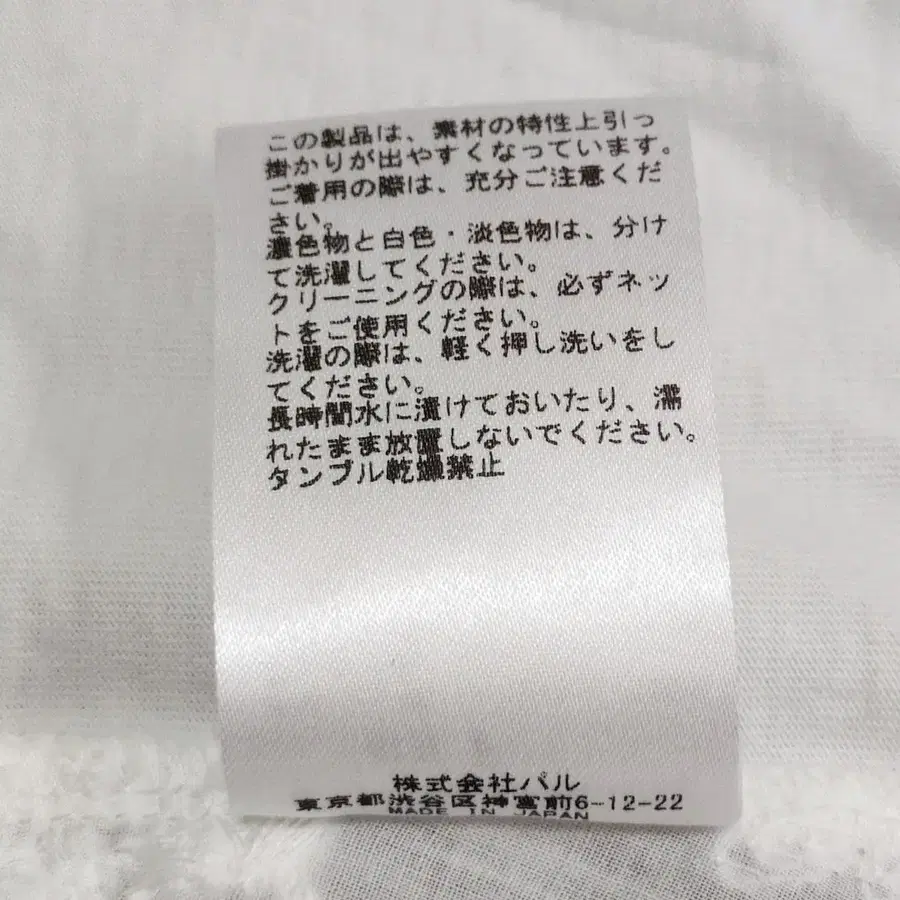 この製品は、素材の特性上引っ
掛かりが出やすくなっています。
ご着用の際は、充分ご注意くだ
さい。
濃色物と白色・淡色物は、分け
て洗濯してください。
クリーニングの際は、必ずネッ
トをご使用ください。
洗濯の際は、軽く押し洗いをし
てください。
長時間水に漬けておいたり、濡
れたまま放置しないでください。
タンブル乾燥禁止
株式会社パル
東京都渋谷区神宮前6-12-22
MADE IN JAPAN